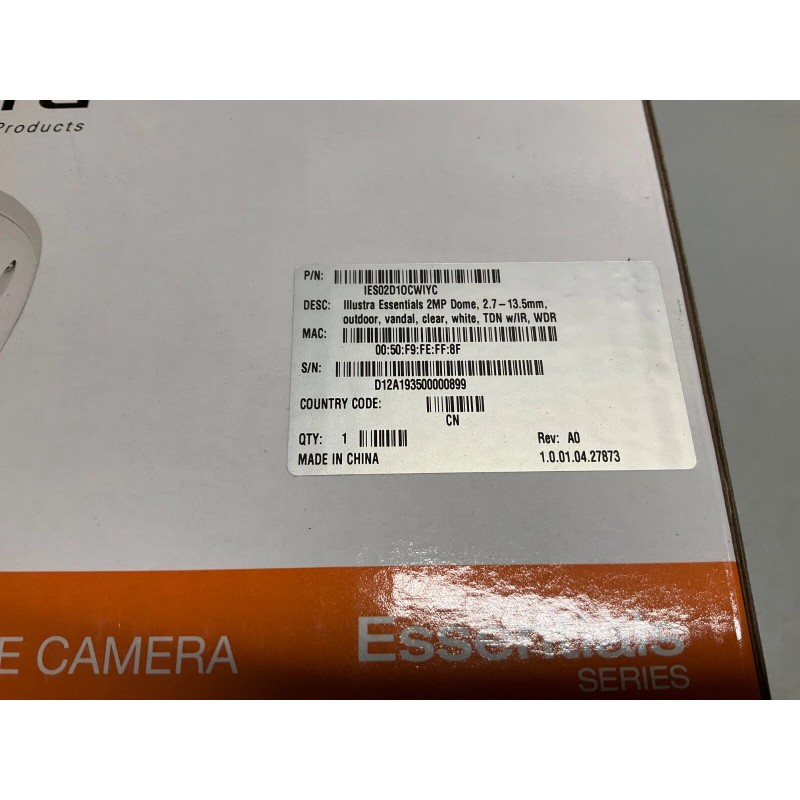 Products
P/N:
IES02D1OCWIYC
DESC: Illustra Essentials 2MP Dome, 2.7-13.5mm,
outdoor, vandal, clear, white, TDN w/IR, WDR
MAC:
00:50:F9:FE:FF:8F
S/N:
D12A193500000899
COUNTRY CODE:
CN
QTY: 1
Rev: A0
MADE IN CHINA
1.0.01.04.27873
E CAMERA
Essentials
SERIES